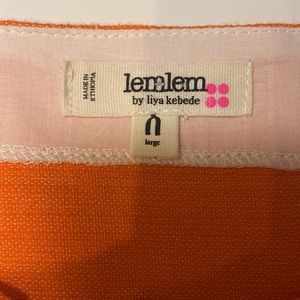 MADE IN
ETHIOPIA
lemlem
by liya kebede
large